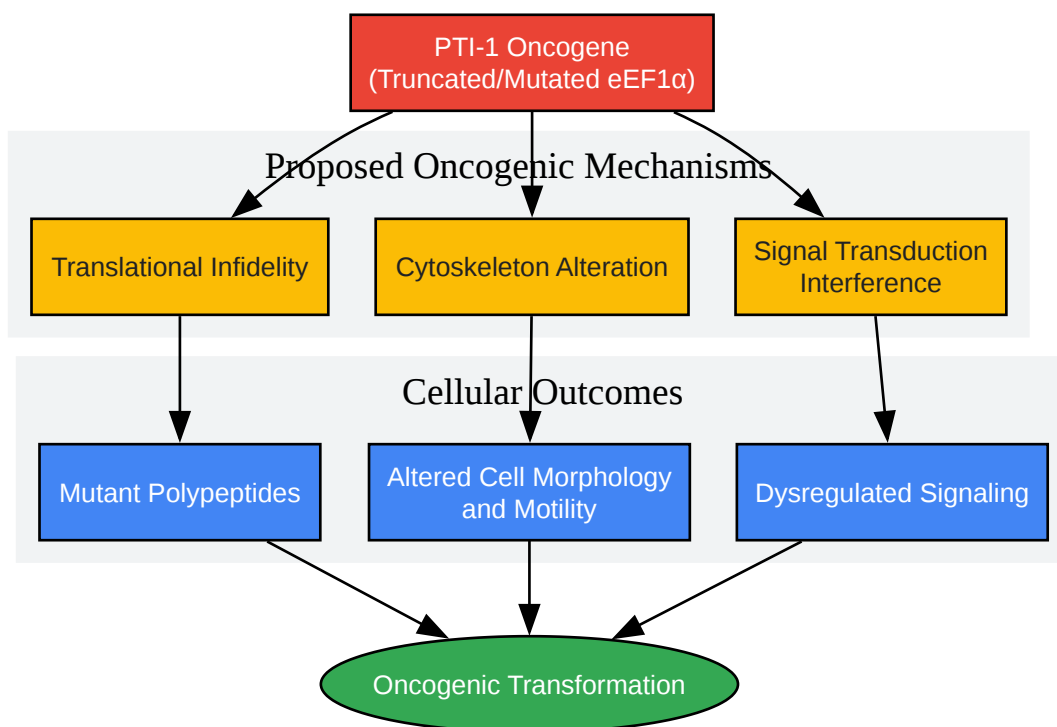 PTI-1 Oncogene
(Truncated/Mutated eEF1α)
Proposed Oncogenic Mechanisms
Translational Infidelity
Cytoskeleton Alteration
Signal Transduction
Interference
Cellular Outcomes
Mutant Polypeptides
Altered Cell Morphology
and Motility
Dysregulated Signaling
Oncogenic Transformation